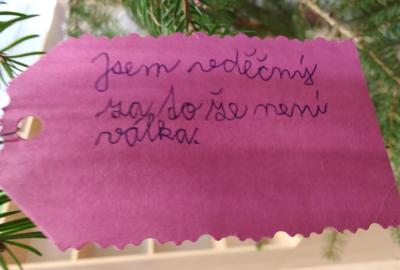 Jsem vděčný
za, to že není
válka.